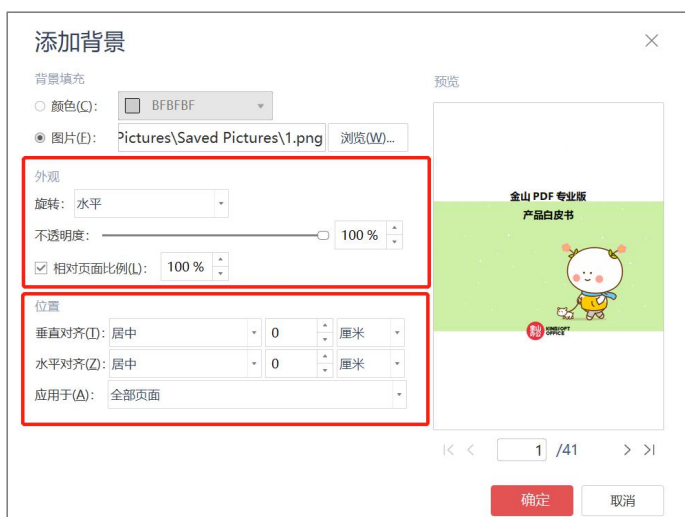 添加背景
背景填充
颜色(C): BFBFBF
图片(F): Pictures\Saved Pictures\1.png 浏览(W)...
外观
旋转: 水平
不透明度: 100 %
相对页面比例(L): 100 %
位置
垂直对齐(T): 居中 0 厘米
水平对齐(Z): 居中 0 厘米
应用于(A): 全部页面
预览
金山 PDF 专业版
产品白皮书
KINGSOFT
OFFICE
1 /41
确定 取消